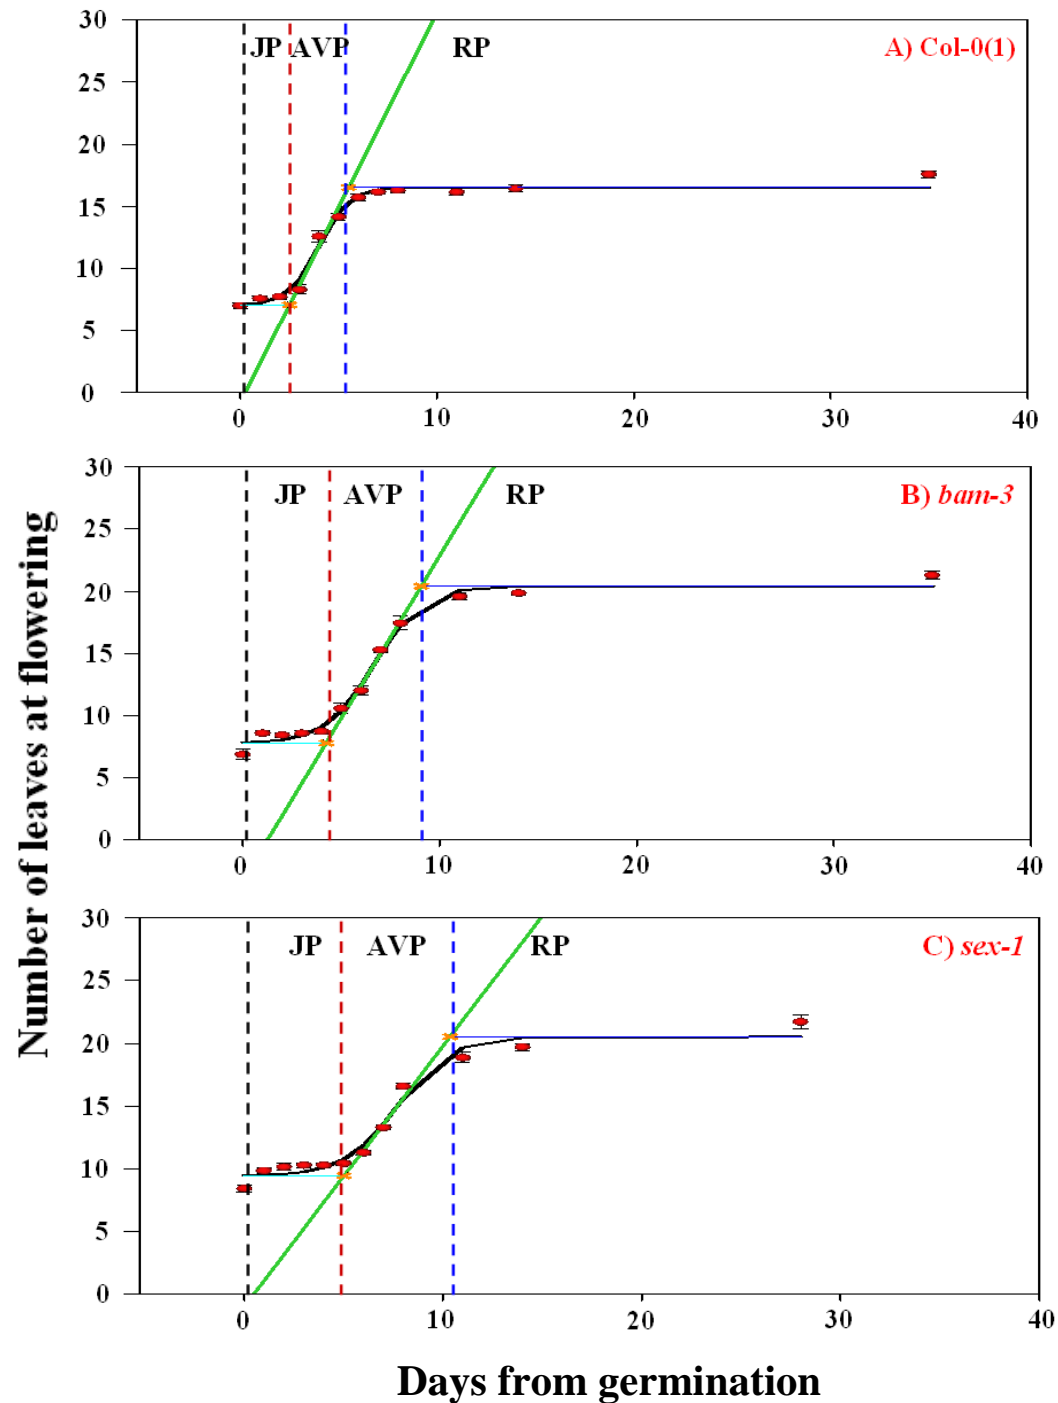 Number of leaves at flowering
30
25
20
15
10
5
0
JP AVP RP
A) Col-0(1)
0 10 20 30 40
30
25
20
15
10
5
0
JP AVP RP
B) bam-3
0 10 20 30 40
30
25
20
15
10
5
0
JP AVP RP
C) sex-1
0 10 20 30 40
Days from germination